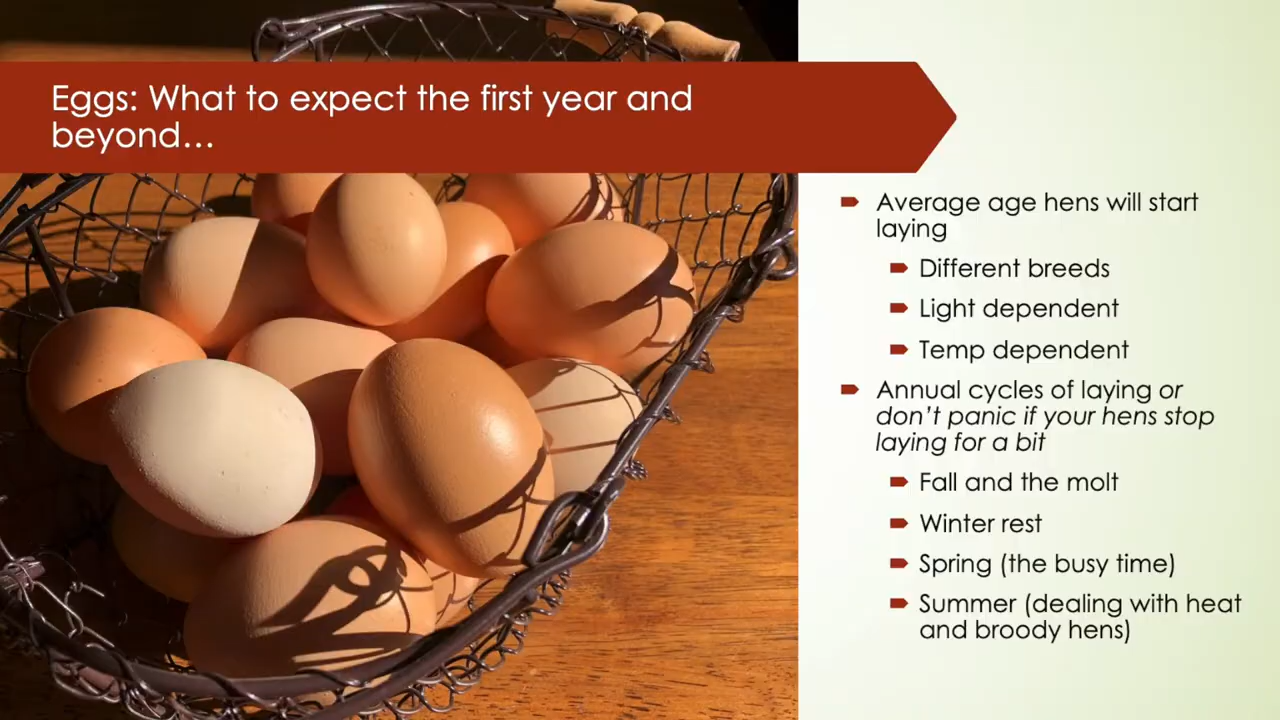 Eggs: What to expect the first year and
beyond…
Average age hens will start
laying
Different breeds
Light dependent
Temp dependent
Annual cycles of laying or
don’t panic if your hens stop
laying for a bit
Fall and the molt
Winter rest
Spring (the busy time)
Summer (dealing with heat
and broody hens)